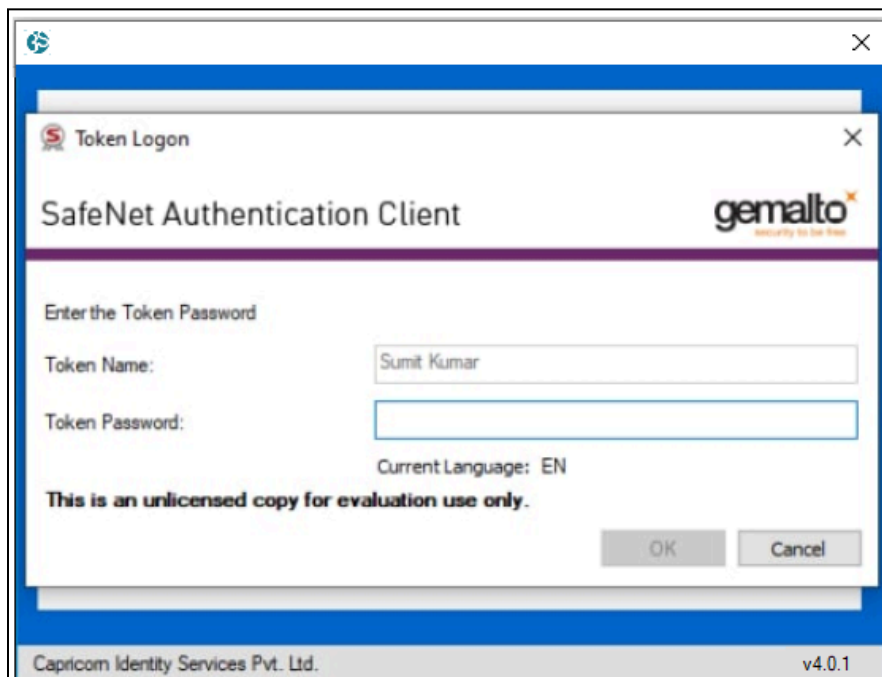 Token Logon
SafeNet Authentication Client
gemalto
security to be free
Enter the Token Password
Token Name: Sumit Kumar
Token Password:
Current Language: EN
This is an unlicensed copy for evaluation use only.
OK Cancel
Capricorn Identity Services Pvt. Ltd. v4.0.1